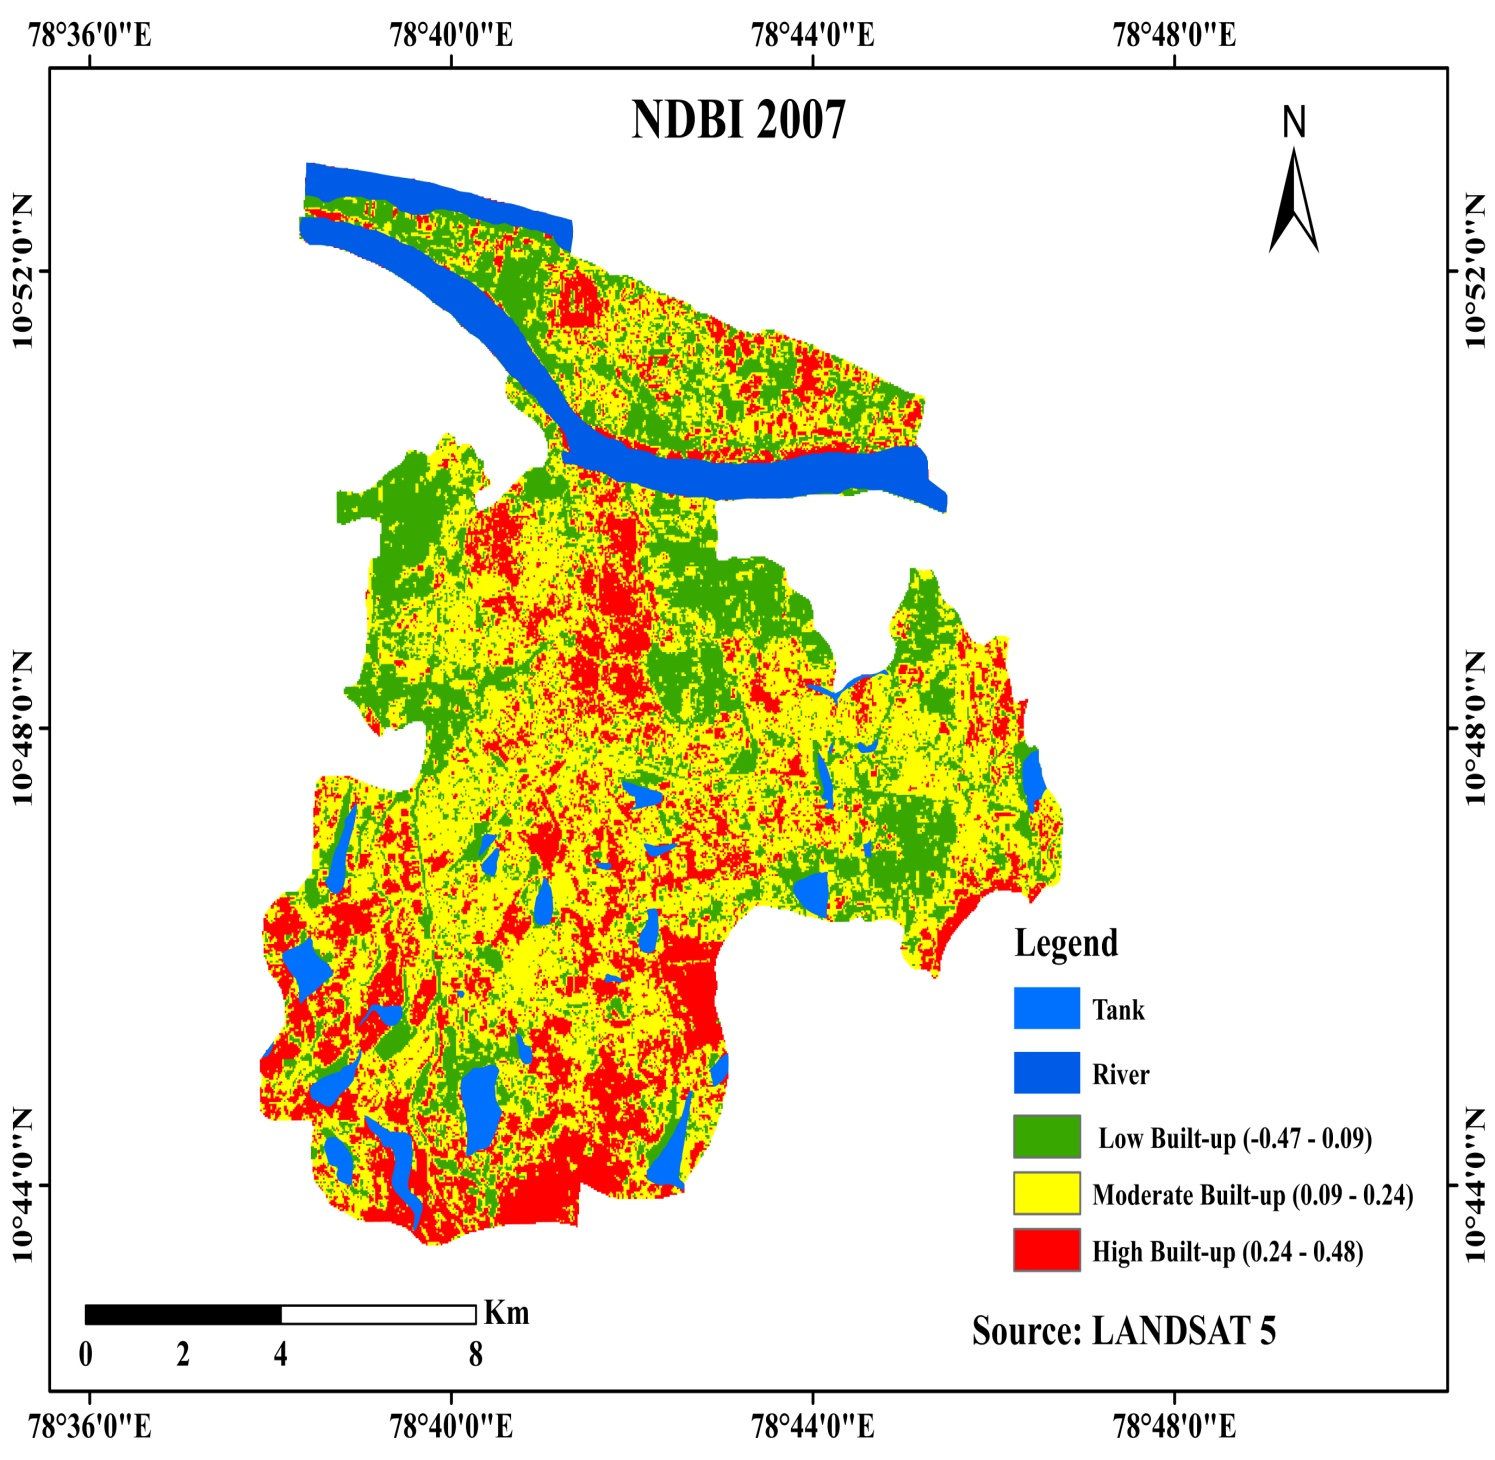 78°36'0"E 78°40'0"E 78°44'0"E 78°48'0"E
NDBI 2007
N
10°52'0"N 10°52'0"N
10°48'0"N 10°48'0"N
10°44'0"N 10°44'0"N
Legend
Tank
River
Low Built-up (-0.47 - 0.09)
Moderate Built-up (0.09 - 0.24)
High Built-up (0.24 - 0.48)
Km
0 2 4 8
Source: LANDSAT 5
78°36'0"E 78°40'0"E 78°44'0"E 78°48'0"E